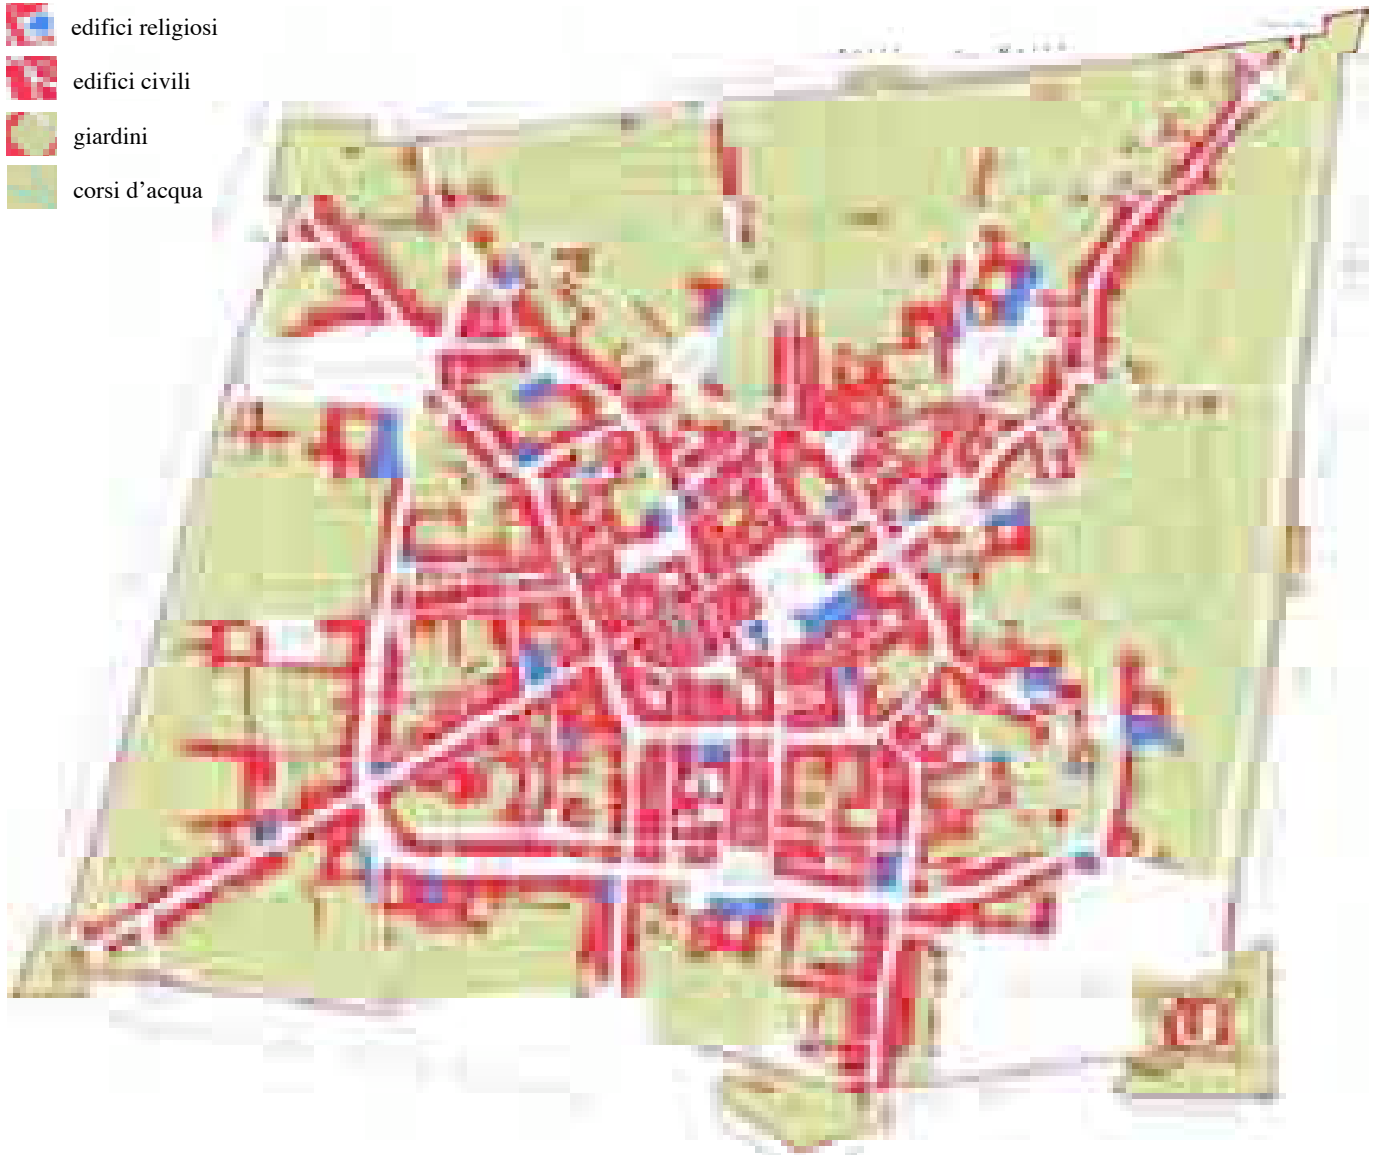 edifici religiosi
edifici civili
giardini
corsi d’acqua